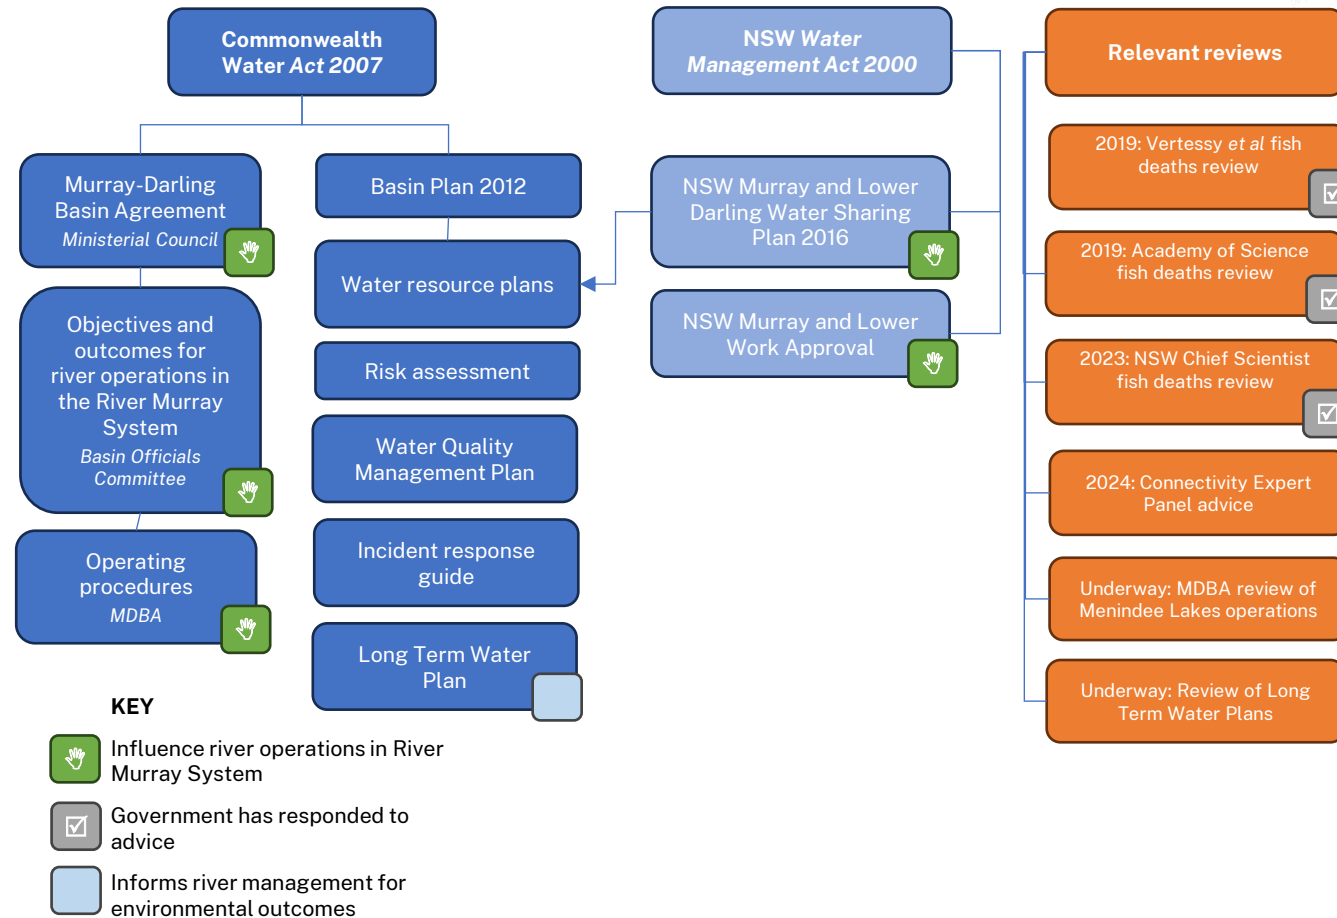 Commonwealth
Water Act 2007
Murray-Darling
Basin Agreement
Ministerial Council
Objectives and
outcomes for
river operations in
the River Murray
System
Basin Officials
Committee
Operating
procedures
MDBA
Basin Plan 2012
Water resource plans
Risk assessment
Water Quality
Management Plan
Incident response
guide
Long Term Water
Plan
NSW Water
Management Act 2000
NSW Murray and Lower
Darling Water Sharing
Plan 2016
NSW Murray and Lower
Work Approval
Relevant reviews
2019: Vertessy et al fish
deaths review
2019: Academy of Science
fish deaths review
2023: NSW Chief Scientist
fish deaths review
2024: Connectivity Expert
Panel advice
Underway: MDBA review of
Menindee Lakes operations
Underway: Review of Long
Term Water Plans
KEY
Influence river operations in River
Murray System
Government has responded to
advice
Informs river management for
environmental outcomes